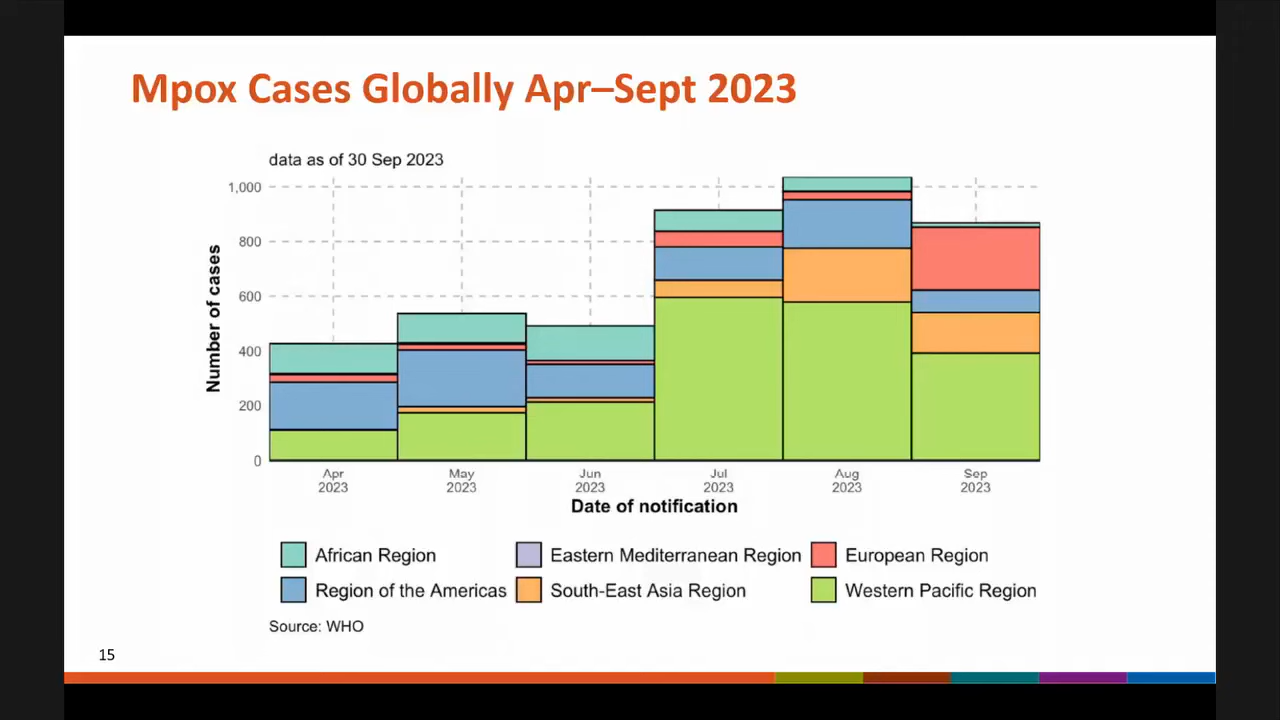 Mpox Cases Globally Apr–Sept 2023
data as of 30 Sep 2023
Number of cases
1,000
800
600
400
200
0
Apr May Jun Jul Aug Sep
2023 2023 2023 2023 2023 2023
Date of notification
African Region Eastern Mediterranean Region European Region
Region of the Americas South-East Asia Region Western Pacific Region
Source: WHO
15